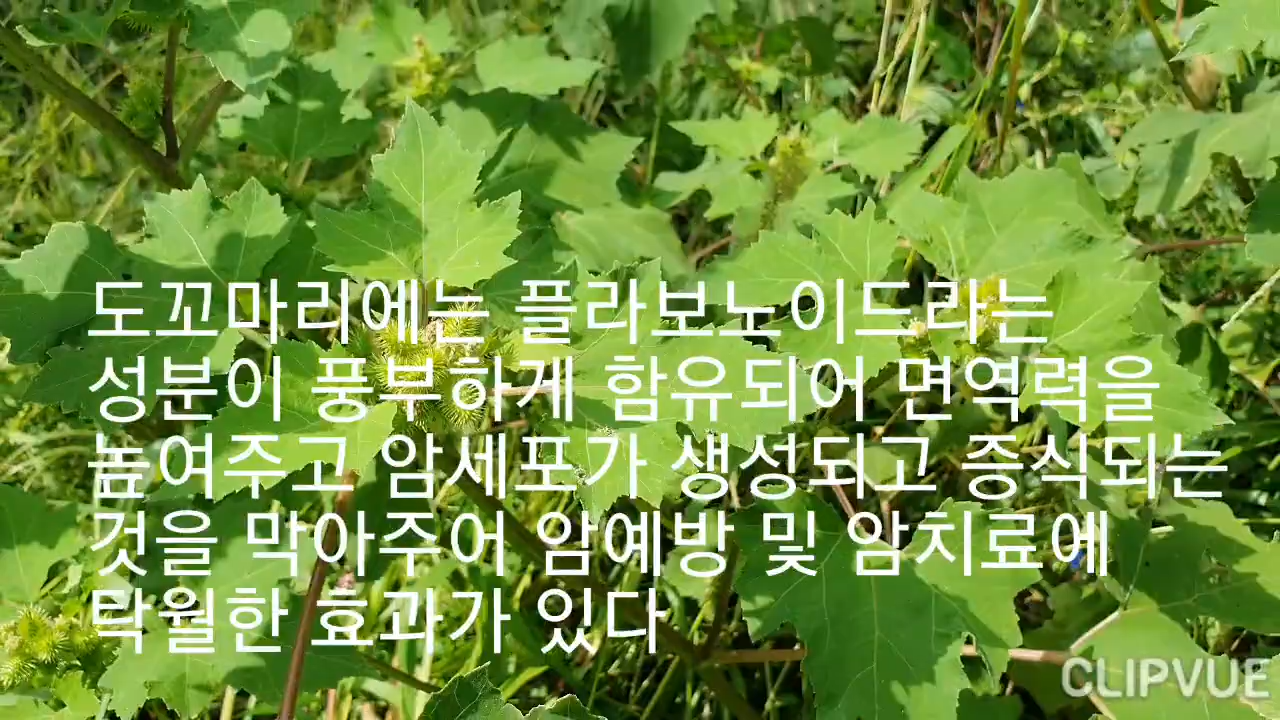 도꼬마리에는 플라보노이드라는
성분이 풍부하게 함유되어 면역력을
높여주고 암세포가 생성되고 증식되는
것을 막아주어 암예방 및 암치료에
탁월한 효과가 있다
CLIPVUE